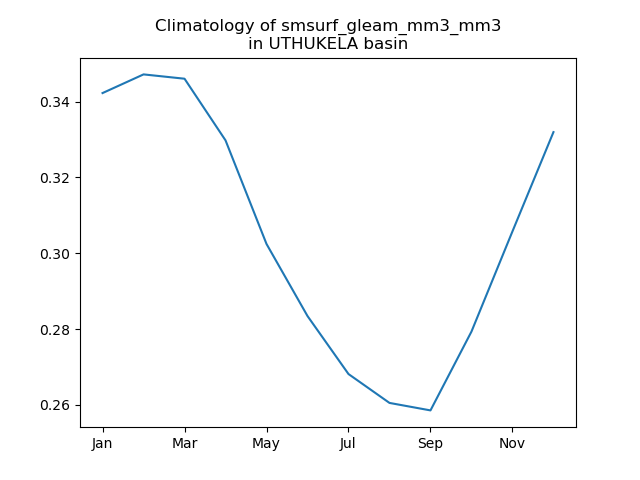 Climatology of smsurf_gleam_mm3_mm3
in UTHUKELA basin
0.34
0.32
0.30
0.28
0.26
Jan Mar May Jul Sep Nov